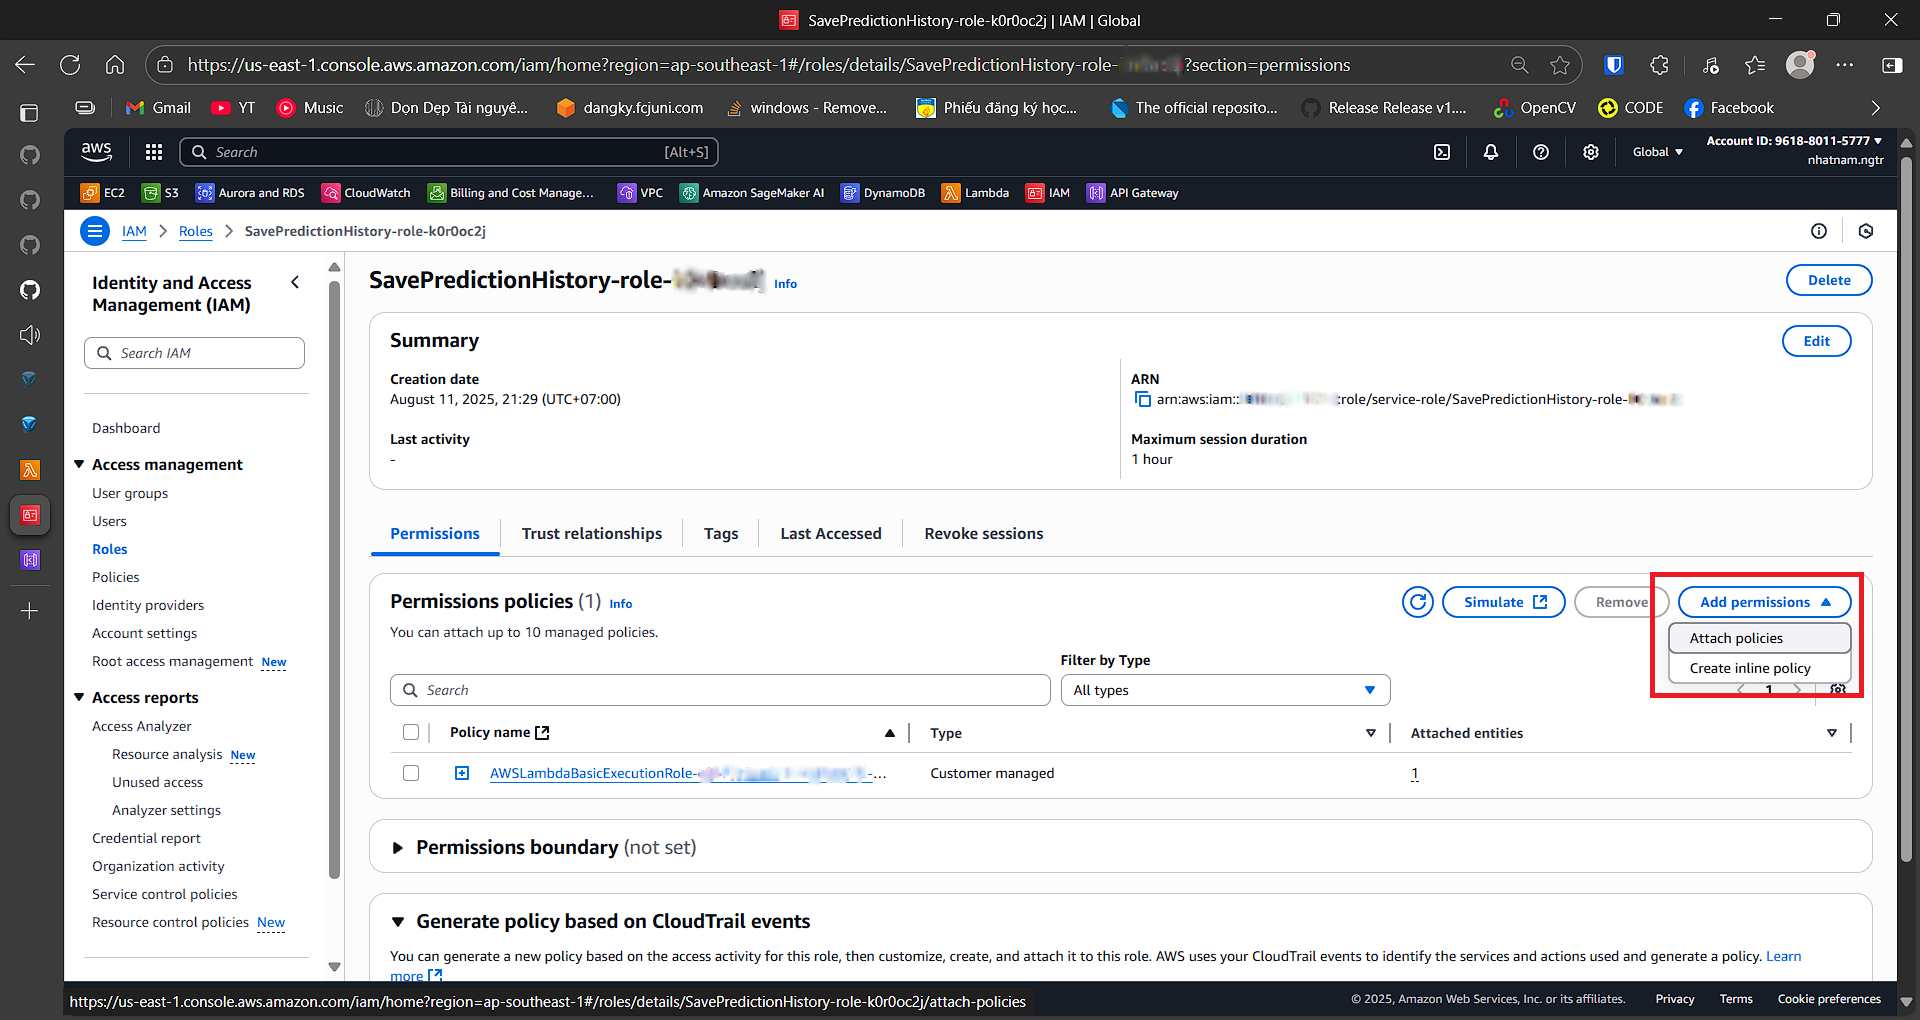 SavePredictionHistory-role-k0r0oc2j | IAM | Global
https://us-east-1.console.aws.amazon.com/iam/home?region=ap-southeast-1#/roles/details/SavePredictionHistory-role- ?section=permissions
Gmail YT Music Dọn Dẹp Tài nguyê... dangky.fcjuni.com windows - Remove... Phiếu đăng ký học... The official reposito... Release Release v1.... OpenCV CODE Facebook
aws Search [Alt+S] Global Account ID: 9618-8011-5777
nhatnam.ngtr
EC2 S3 Aurora and RDS CloudWatch Billing and Cost Manage... VPC Amazon SageMaker AI DynamoDB Lambda IAM API Gateway
IAM Roles SavePredictionHistory-role-k0r0oc2j
Identity and Access
Management (IAM)
Search IAM
Dashboard
Access management
User groups
Users
Roles
Policies
Identity providers
Account settings
Root access management New
Access reports
Access Analyzer
Resource analysis New
Unused access
Analyzer settings
Credential report
Organization activity
Service control policies
Resource control policies New
SavePredictionHistory-role- Info
Delete
Summary
Edit
Creation date
August 11, 2025, 21:29 (UTC+07:00)
ARN
arn:aws:iam:: :role/service-role/SavePredictionHistory-role-
Last activity
-
Maximum session duration
1 hour
Permissions Trust relationships Tags Last Accessed Revoke sessions
Permissions policies (1) Info
You can attach up to 10 managed policies.
Simulate Remove Add permissions
Attach policies
Create inline policy
Filter by Type
Search All types 1
Policy name Type Attached entities
AWSLambdaBasicExecutionRole- -... Customer managed 1
Permissions boundary (not set)
Generate policy based on CloudTrail events
You can generate a new policy based on the access activity for this role, then customize, create, and attach it to this role. AWS uses your CloudTrail events to identify the services and actions used and generate a policy. Learn
more
https://us-east-1.console.aws.amazon.com/iam/home?region=ap-southeast-1#/roles/details/SavePredictionHistory-role-k0r0oc2j/attach-policies
© 2025, Amazon Web Services, Inc. or its affiliates. Privacy Terms Cookie preferences